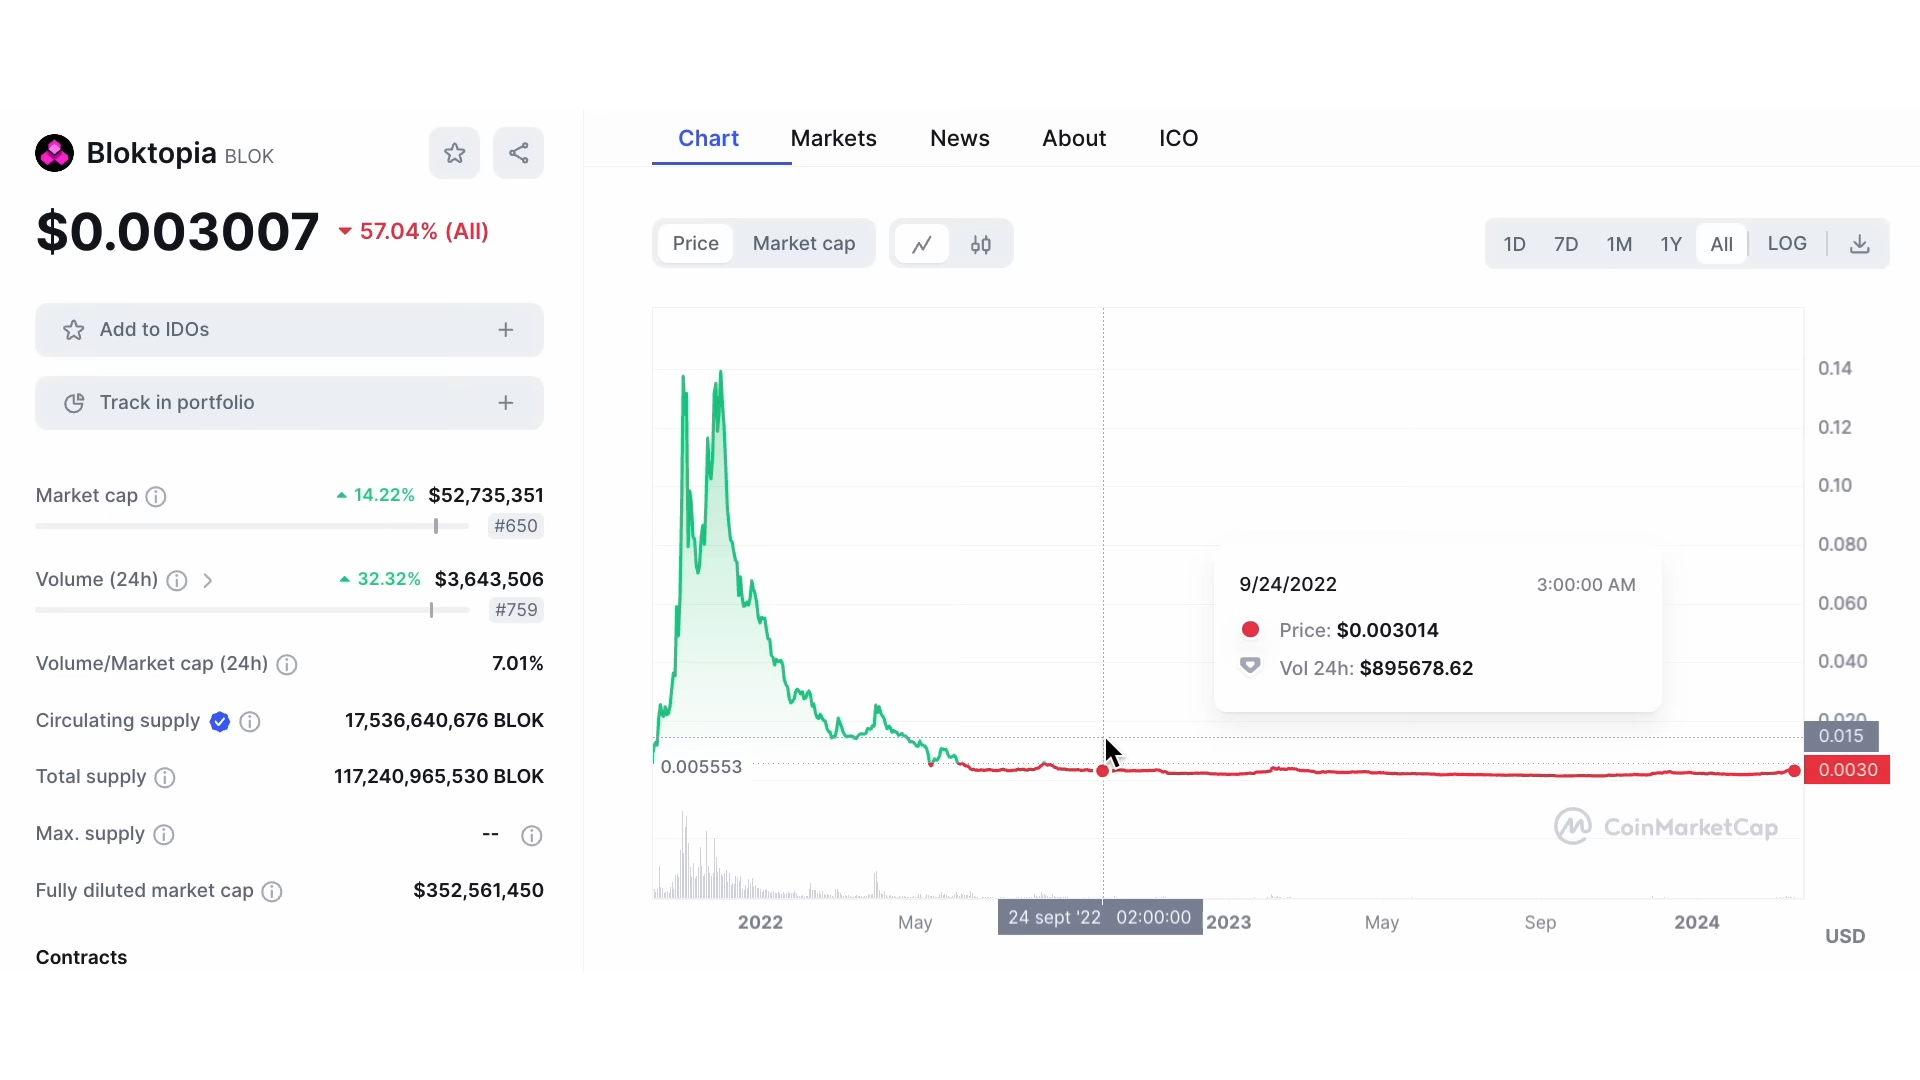 Bloktopia BLOK
$0.003007 57.04% (All)
Add to IDOs
Track in portfolio
Market cap 14.22% $52,735,351
#650
Volume (24h) 32.32% $3,643,506
#759
Volume/Market cap (24h) 7.01%
Circulating supply 17,536,640,676 BLOK
Total supply 117,240,965,530 BLOK
Max. supply --
Fully diluted market cap $352,561,450
Contracts
Chart Markets News About ICO
Price Market cap
1D 7D 1M 1Y All LOG
0.14
0.12
0.10
0.080
0.060
0.040
0.020
0.015
0.0030
9/24/2022 3:00:00 AM
Price: $0.003014
Vol 24h: $895678.62
0.005553
CoinMarketCap
2022 May 24 sept '22 02:00:00 2023 May Sep 2024
USD